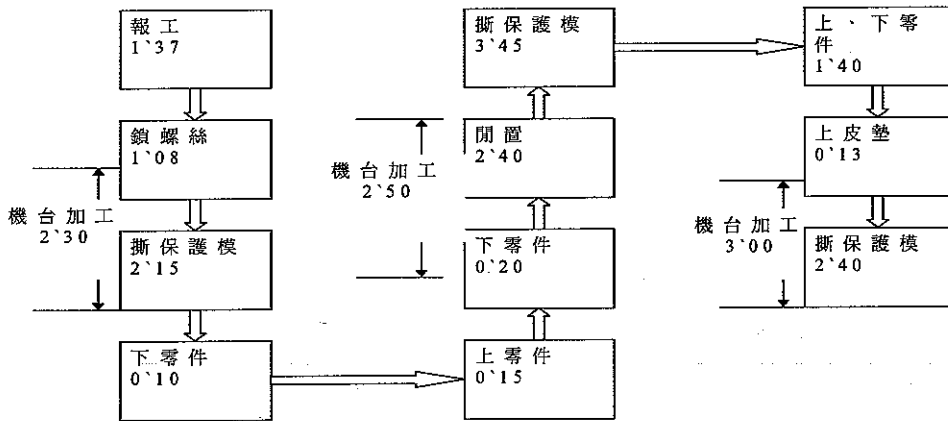 報工
1`37
鎖螺絲
1`08
機台加工
2`30
撕保護模
2`15
下零件
0`10
上零件
0`15
下零件
0`20
機台加工
2`50
閒置
2`40
撕保護模
3`45
上、下零
件
1`40
上皮墊
0`13
機台加工
3`00
撕保護模
2`40